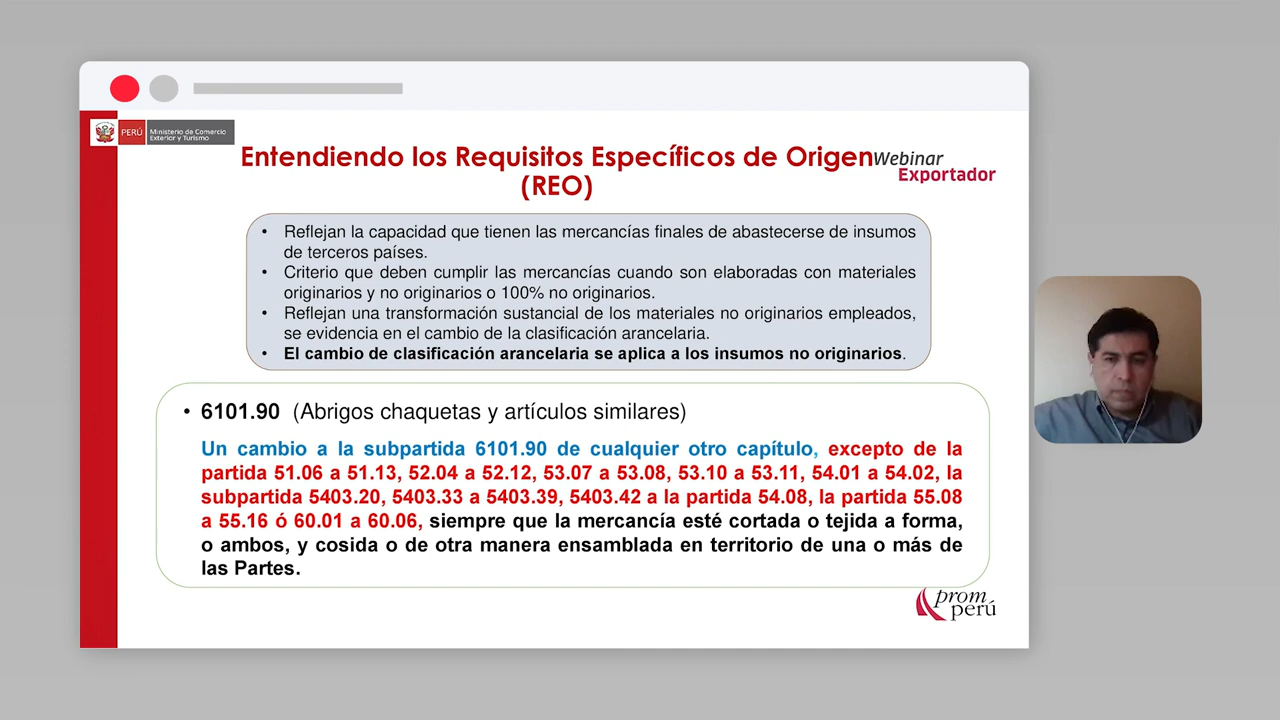 PERÚ
Ministerio de Comercio
Exterior y Turismo
Entendiendo los Requisitos Específicos de Origen
(REO)
Webinar
Exportador
• Reflejan la capacidad que tienen las mercancías finales de abastecerse de insumos
de terceros países.
• Criterio que deben cumplir las mercancías cuando son elaboradas con materiales
originarios y no originarios o 100% no originarios.
• Reflejan una transformación sustancial de los materiales no originarios empleados,
se evidencia en el cambio de la clasificación arancelaria.
• El cambio de clasificación arancelaria se aplica a los insumos no originarios.
• 6101.90 (Abrigos chaquetas y artículos similares)
Un cambio a la subpartida 6101.90 de cualquier otro capítulo, excepto de la
partida 51.06 a 51.13, 52.04 a 52.12, 53.07 a 53.08, 53.10 a 53.11, 54.01 a 54.02, la
subpartida 5403.20, 5403.33 a 5403.39, 5403.42 a la partida 54.08, la partida 55.08
a 55.16 ó 60.01 a 60.06, siempre que la mercancía esté cortada o tejida a forma,
o ambos, y cosida o de otra manera ensamblada en territorio de una o más de
las Partes.
prom
perú